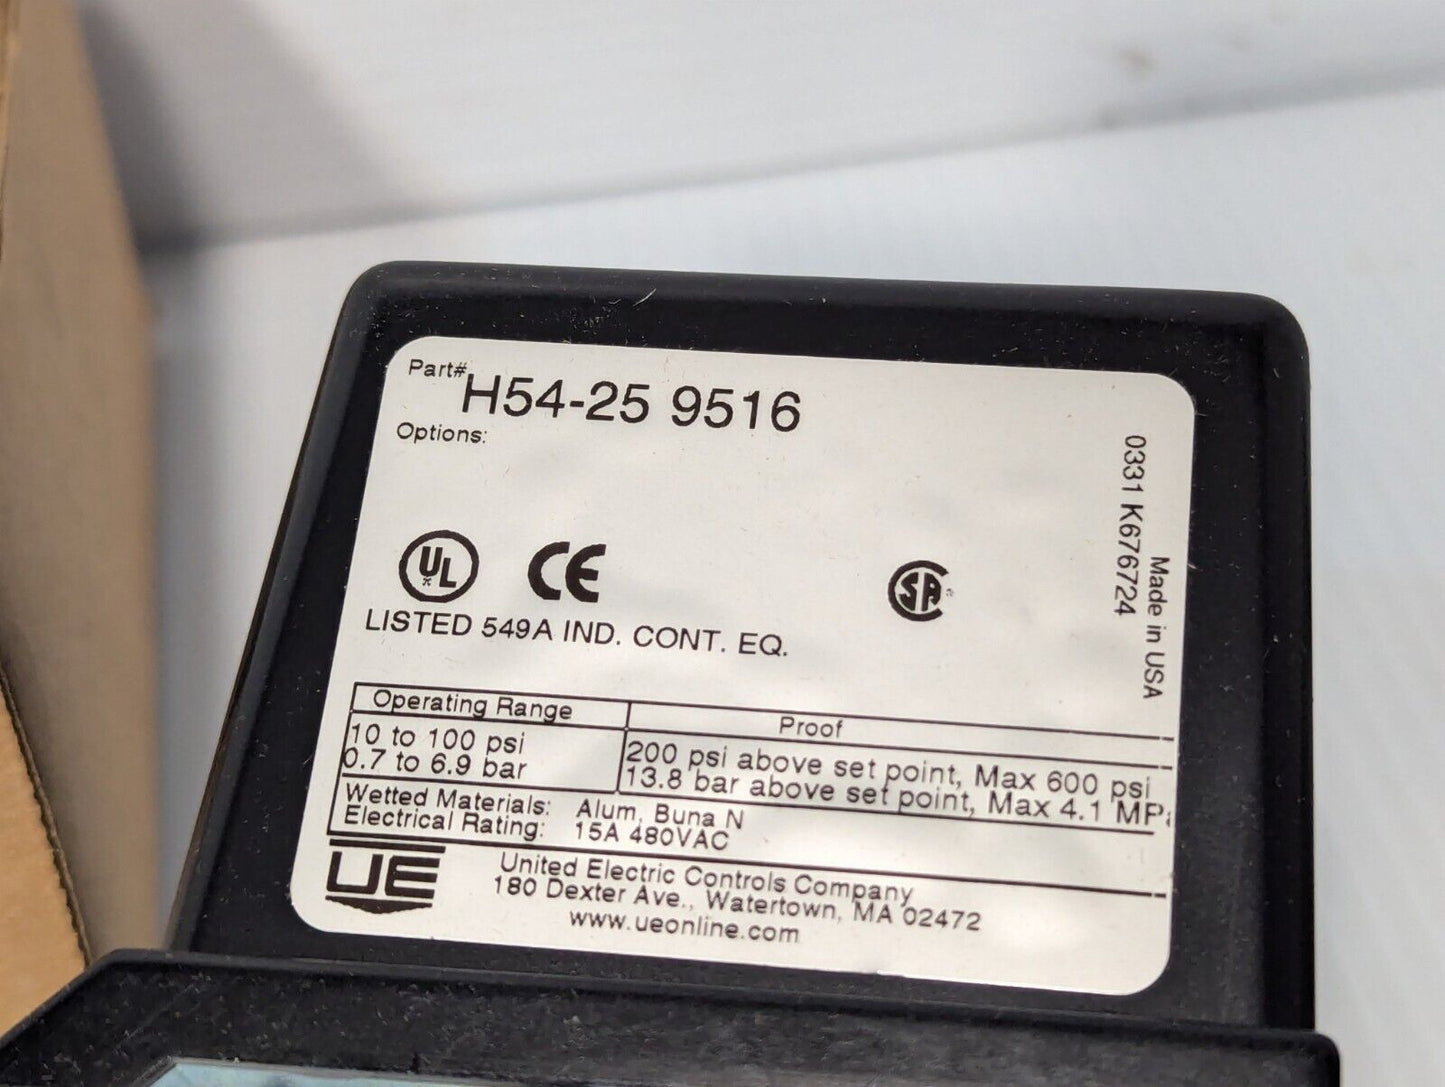 Part# H54-25 9516
Options:
UL CE SA
LISTED 549A IND. CONT. EQ.
0331 K676724
Made in USA
Operating Range Proof
10 to 100 psi 200 psi above set point, Max 600 psi
0.7 to 6.9 bar 13.8 bar above set point, Max 4.1 MPa
Wetted Materials: Alum, Buna N
Electrical Rating: 15A 480VAC
UE
United Electric Controls Company
180 Dexter Ave., Watertown, MA 02472
www.ueonline.com